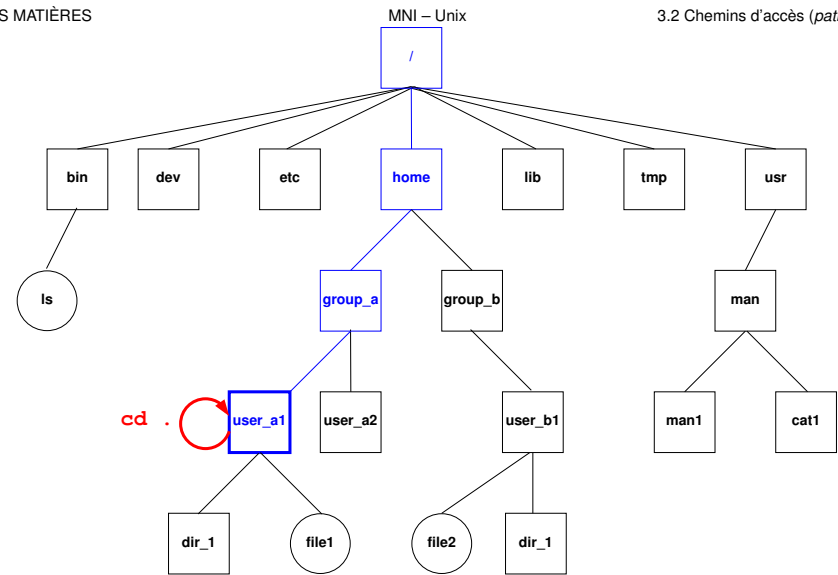 S MATIÈRES MNI – Unix 3.2 Chemins d'accès (pat
/
bin dev etc home lib tmp usr
ls group_a group_b man
cd . user_a1 user_a2 user_b1 man1 cat1
dir_1 file1 file2 dir_1